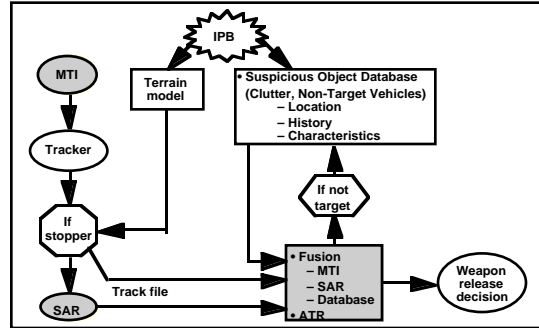 IPB
MTI
Terrain
model
• Suspicious Object Database
(Clutter, Non-Target Vehicles)
– Location
– History
– Characteristics
Tracker
If not
target
If
stopper
• Fusion
– MTI
– SAR
– Database
• ATR
Weapon
release
decision
Track file
SAR